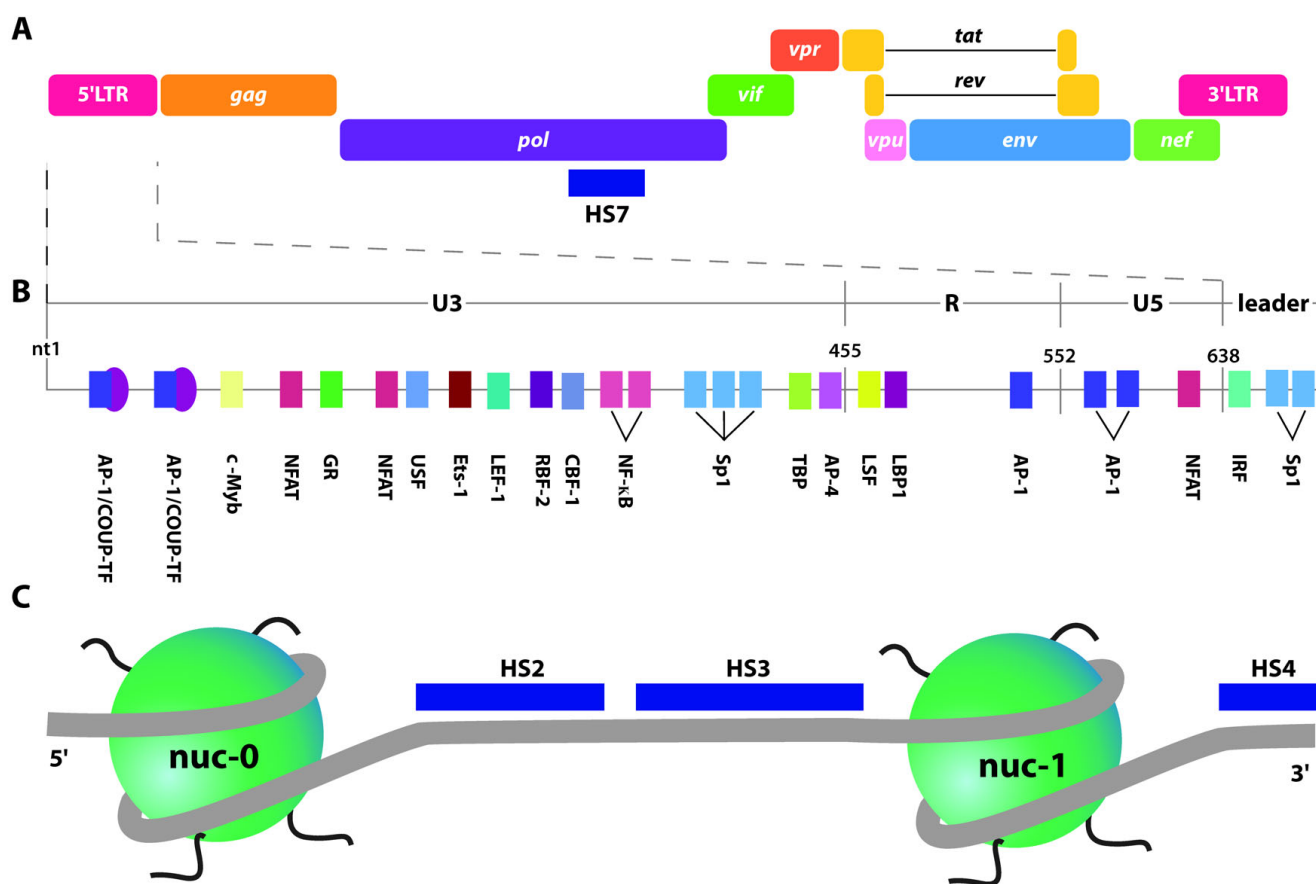 A
vpr tat
5'LTR gag vif rev 3'LTR
pol vpu env nef
HS7
B
U3 R U5 leader
nt1 455 552 638
AP-1/COUP-TF
AP-1/COUP-TF
c-Myb
NFAT
GR
NFAT
USF
Ets-1
LEF-1
RBF-2
CBF-1
NF-κB
Sp1
TBP
AP-4
LSF
LBP1
AP-1
AP-1
NFAT
IRF
Sp1
C
HS2 HS3 HS4
5' nuc-0 nuc-1 3'